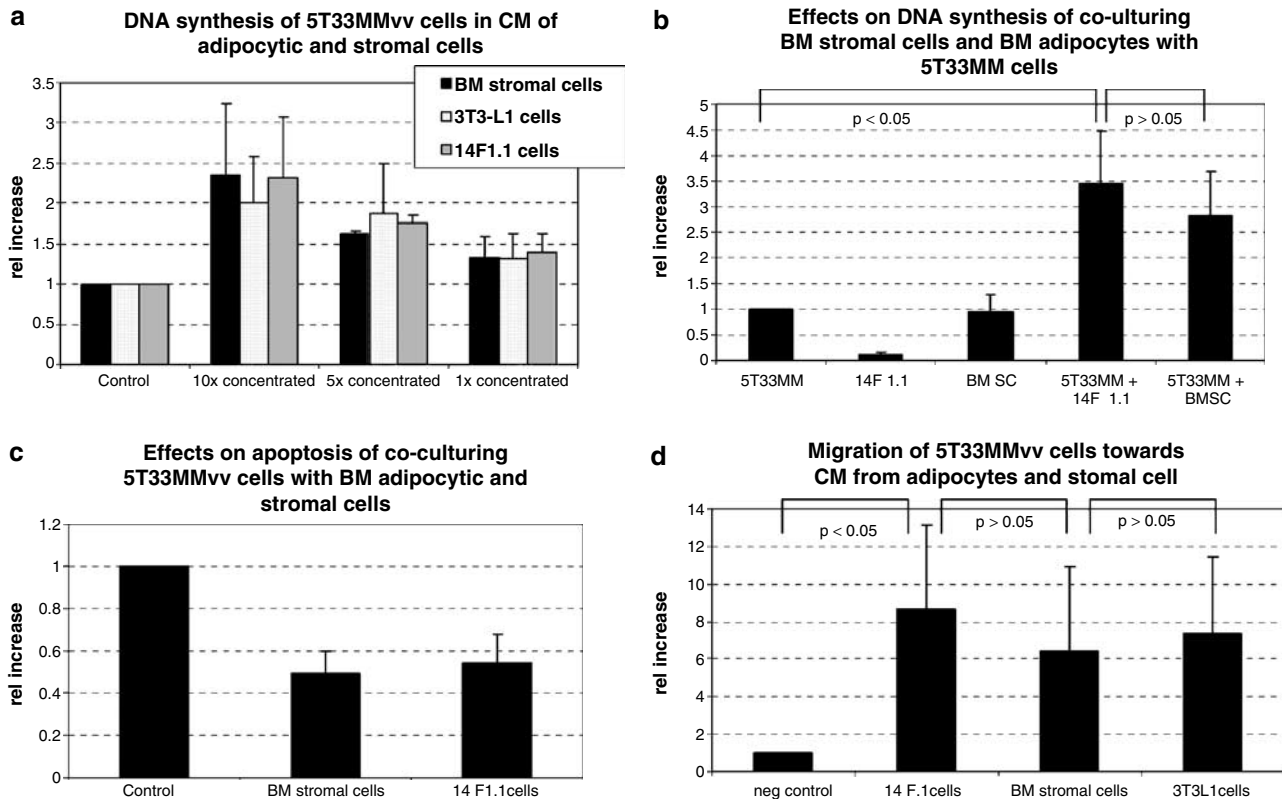 a
DNA synthesis of 5T33MMvv cells in CM of
adipocytic and stromal cells
rel increase
3.5
3
2.5
2
1.5
1
0.5
0
BM stromal cells
3T3-L1 cells
14F1.1 cells
Control
10x concentrated
5x concentrated
1x concentrated
b
Effects on DNA synthesis of co-culturing
BM stromal cells and BM adipocytes with
5T33MM cells
rel increase
5
4.5
4
3.5
3
2.5
2
1
0.5
0
p < 0.05
p > 0.05
5T33MM
14F 1.1
BM SC
5T33MM +
14F 1.1
5T33MM +
BMSC
c
Effects on apoptosis of co-culturing
5T33MMvv cells with BM adipocytic and
stromal cells
rel increase
1.2
1
0.8
0.6
0.4
0.2
0
Control
BM stromal cells
14 F1.1cells
d
Migration of 5T33MMvv cells towards
CM from adipocytes and stomal cell
rel increase
14
12
10
8
6
4
2
0
p < 0.05
p > 0.05
p > 0.05
neg control
14 F.1cells
BM stromal cells
3T3L1cells